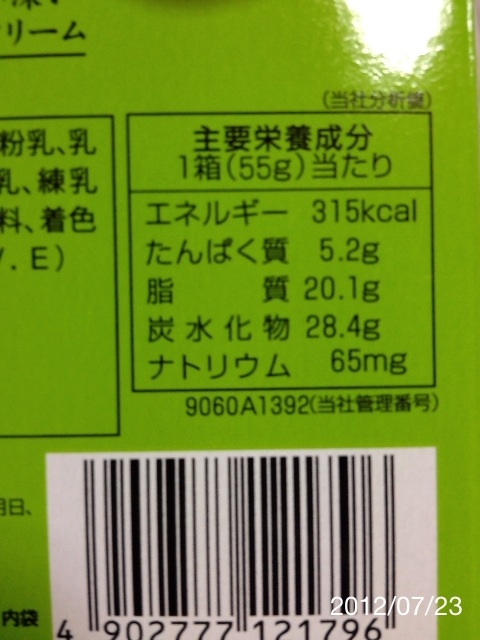 リーム
(当社分析値)
粉乳、乳
乳、練乳
料、着色
V.E)
主要栄養成分
1箱(55g)当たり
エネルギー 315kcal
たんぱく質 5.2g
脂質 20.1g
炭水化物 28.4g
ナトリウム 65mg
9060A1392(当社管理番号)
月日、
内袋
4 902777 121796
2012/07/23